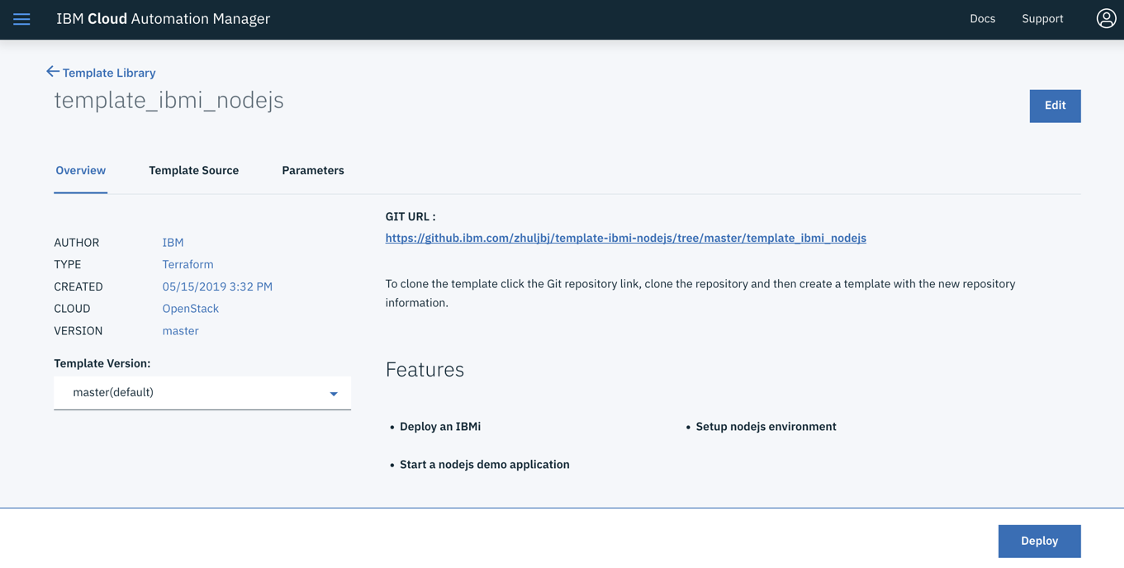 IBM Cloud Automation Manager
Docs
Support
Template Library
template_ibmi_nodejs
Edit
Overview
Template Source
Parameters
AUTHOR IBM
TYPE Terraform
CREATED 05/15/2019 3:32 PM
CLOUD OpenStack
VERSION master
Template Version:
master(default)
GIT URL :
https://github.ibm.com/zhuljbj/template-ibmi-nodejs/tree/master/template_ibmi_nodejs
To clone the template click the Git repository link, clone the repository and then create a template with the new repository
information.
Features
• Deploy an IBMi
• Setup nodejs environment
• Start a nodejs demo application
Deploy